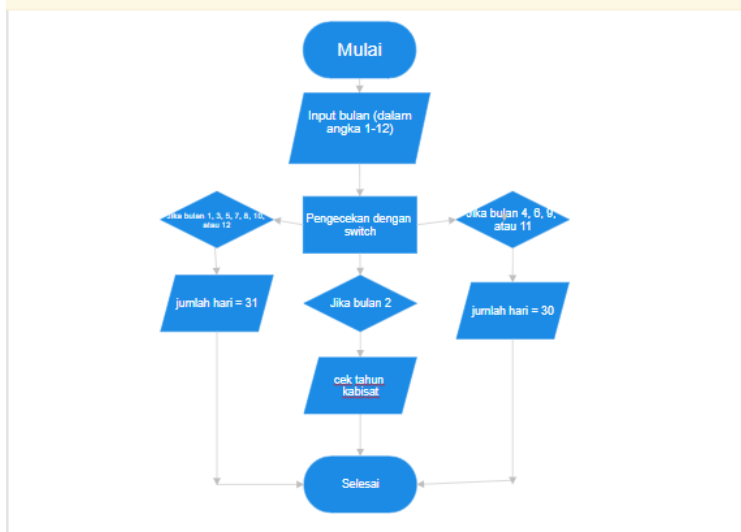 Mulai
Input bulan (dalam
angka 1-12)
Jika bulan 1, 3, 5, 7, 8, 10,
atau 12
Pengecekan dengan
switch
Jika bulan 4, 6, 9,
atau 11
jumlah hari = 31
Jika bulan 2
jumlah hari = 30
cek tahun
kabisat
Selesai